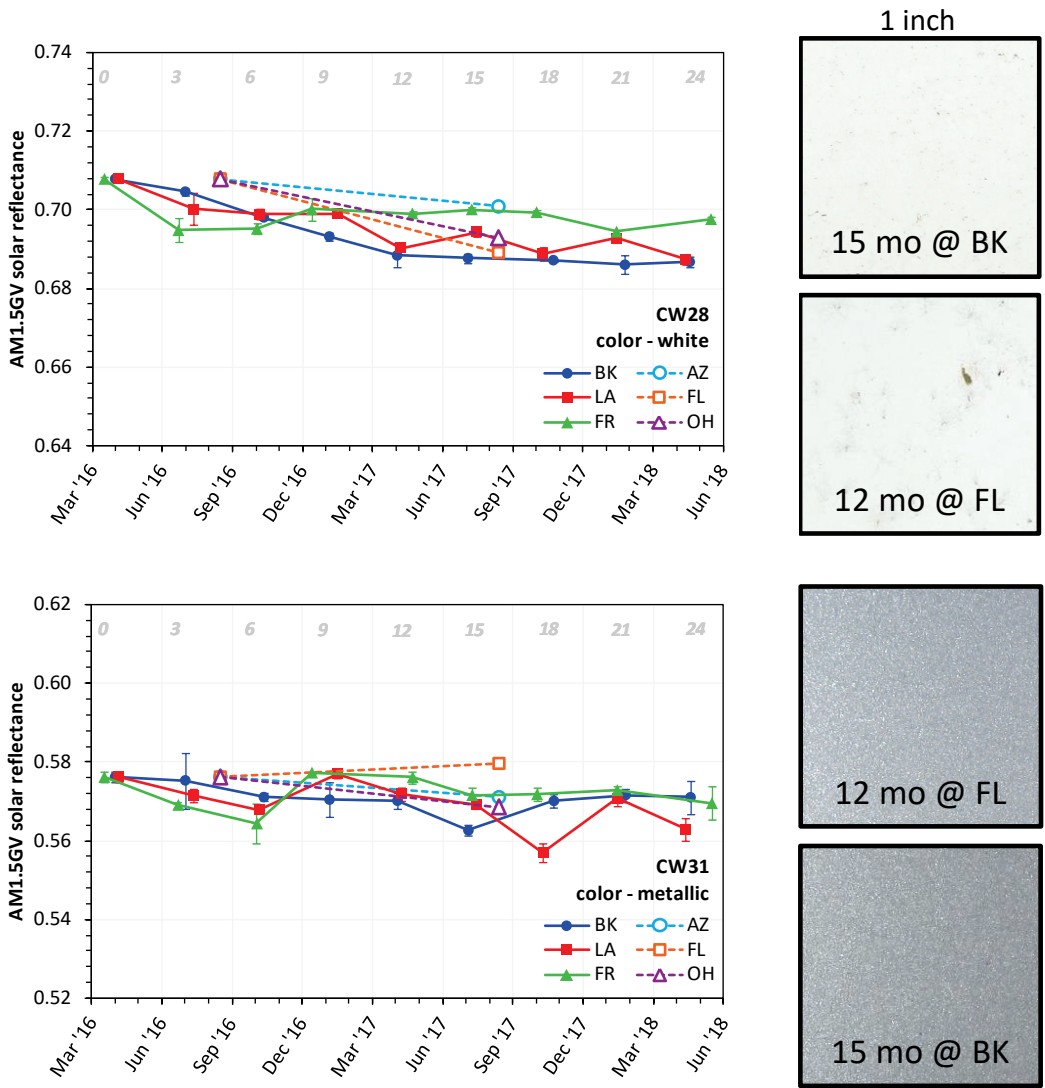 1 inch
0.74
0.72
0.70
0.68
0.66
0.64
AM1.5GV solar reflectance
0 3 6 9 12 15 18 21 24
CW28
color - white
BK AZ
LA FL
FR OH
Mar '16 Jun '16 Sep '16 Dec '16 Mar '17 Jun '17 Sep '17 Dec '17 Mar '18 Jun '18
15 mo @ BK
12 mo @ FL
0.62
0.60
0.58
0.56
0.54
0.52
AM1.5GV solar reflectance
0 3 6 9 12 15 18 21 24
CW31
color - metallic
BK AZ
LA FL
FR OH
Mar '16 Jun '16 Sep '16 Dec '16 Mar '17 Jun '17 Sep '17 Dec '17 Mar '18 Jun '18
12 mo @ FL
15 mo @ BK